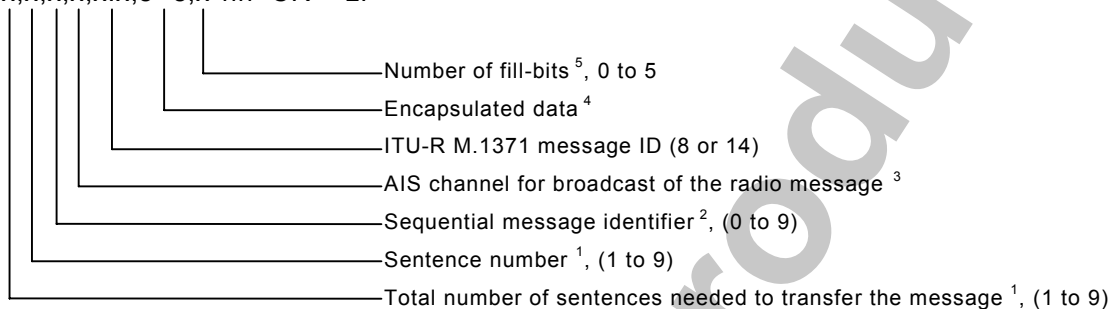 Number of fill-bits ⁵, 0 to 5
Encapsulated data ⁴
ITU-R M.1371 message ID (8 or 14)
AIS channel for broadcast of the radio message ³
Sequential message identifier ², (0 to 9)
Sentence number ¹, (1 to 9)
Total number of sentences needed to transfer the message ¹, (1 to 9)